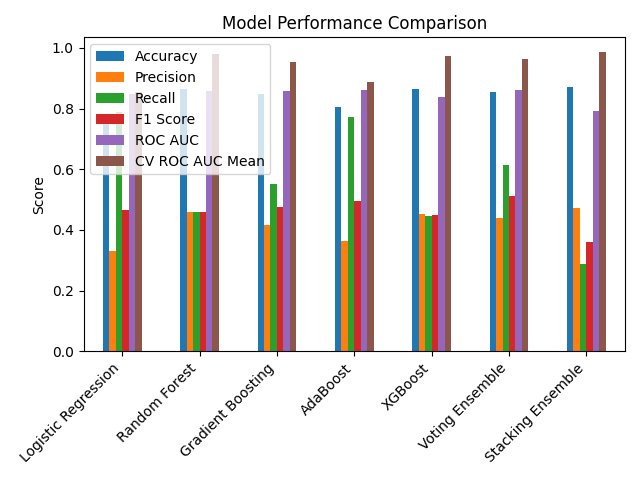 Model Performance Comparison
1.0
0.8
0.6
0.4
0.2
0.0
Score
Accuracy
Precision
Recall
F1 Score
ROC AUC
CV ROC AUC Mean
Logistic Regression
Random Forest
Gradient Boosting
AdaBoost
XGBoost
Voting Ensemble
Stacking Ensemble